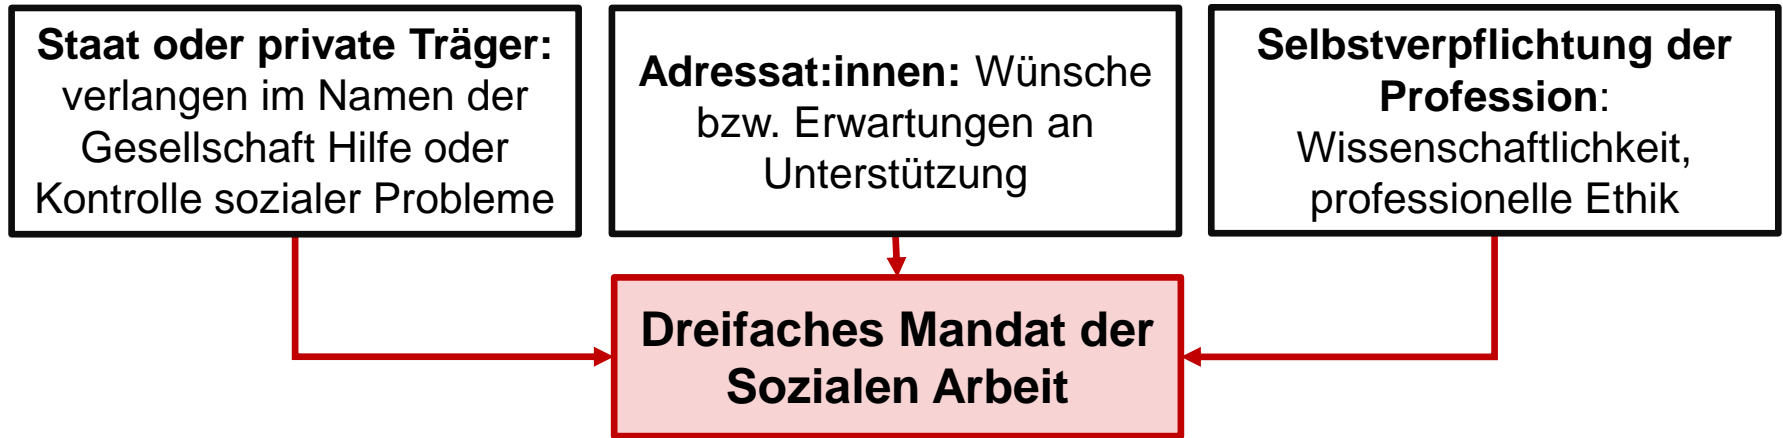 Staat oder private Träger:
verlangen im Namen der
Gesellschaft Hilfe oder
Kontrolle sozialer Probleme
Adressat:innen: Wünsche
bzw. Erwartungen an
Unterstützung
Selbstverpflichtung der
Profession:
Wissenschaftlichkeit,
professionelle Ethik
Dreifaches Mandat der
Sozialen Arbeit